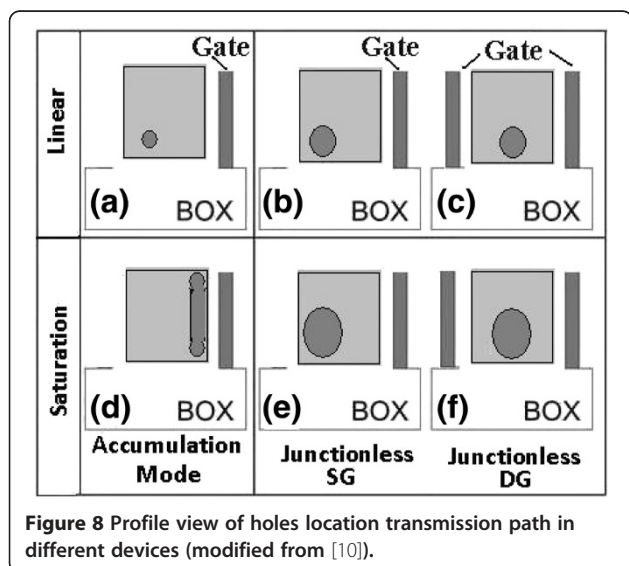 Gate
Gate
Gate
Linear
(a)
BOX
(b)
BOX
(c)
BOX
Saturation
(d)
BOX
(e)
BOX
(f)
BOX
Accumulation
Mode
Junctionless
SG
Junctionless
DG
Figure 8 Profile view of holes location transmission path in
different devices (modified from [10]).